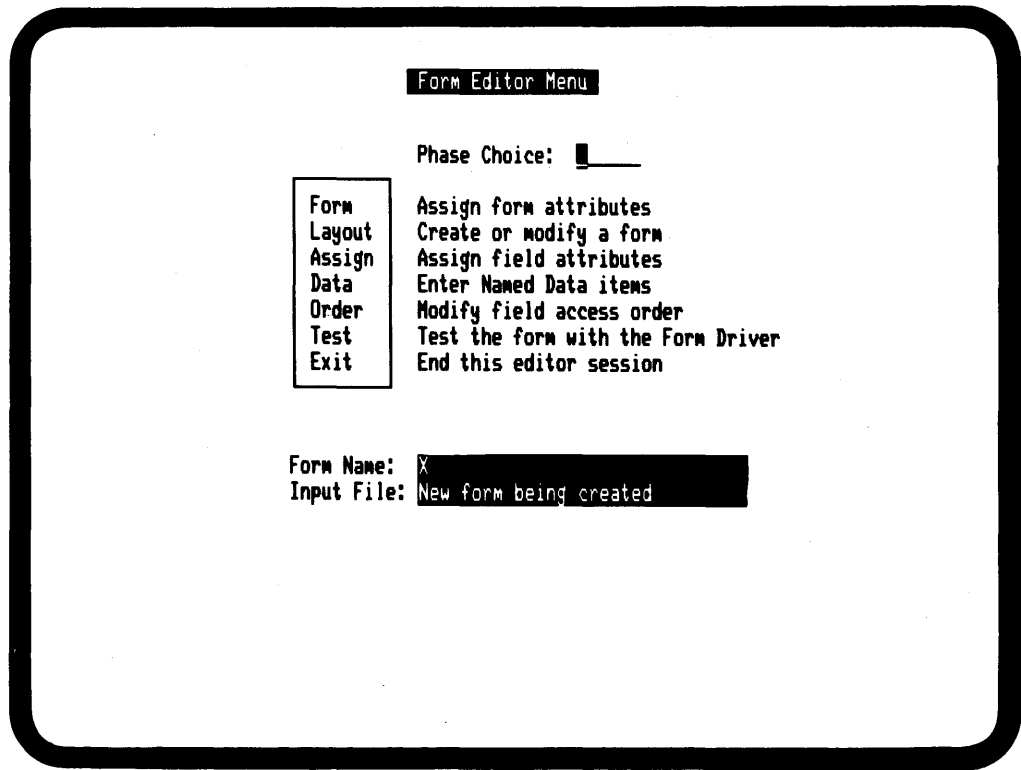 Form Editor Menu
Phase Choice:
Form Assign form attributes
Layout Create or modify a form
Assign Assign field attributes
Data Enter Named Data items
Order Modify field access order
Test Test the form with the Form Driver
Exit End this editor session
Form Name: X
Input File: New form being created